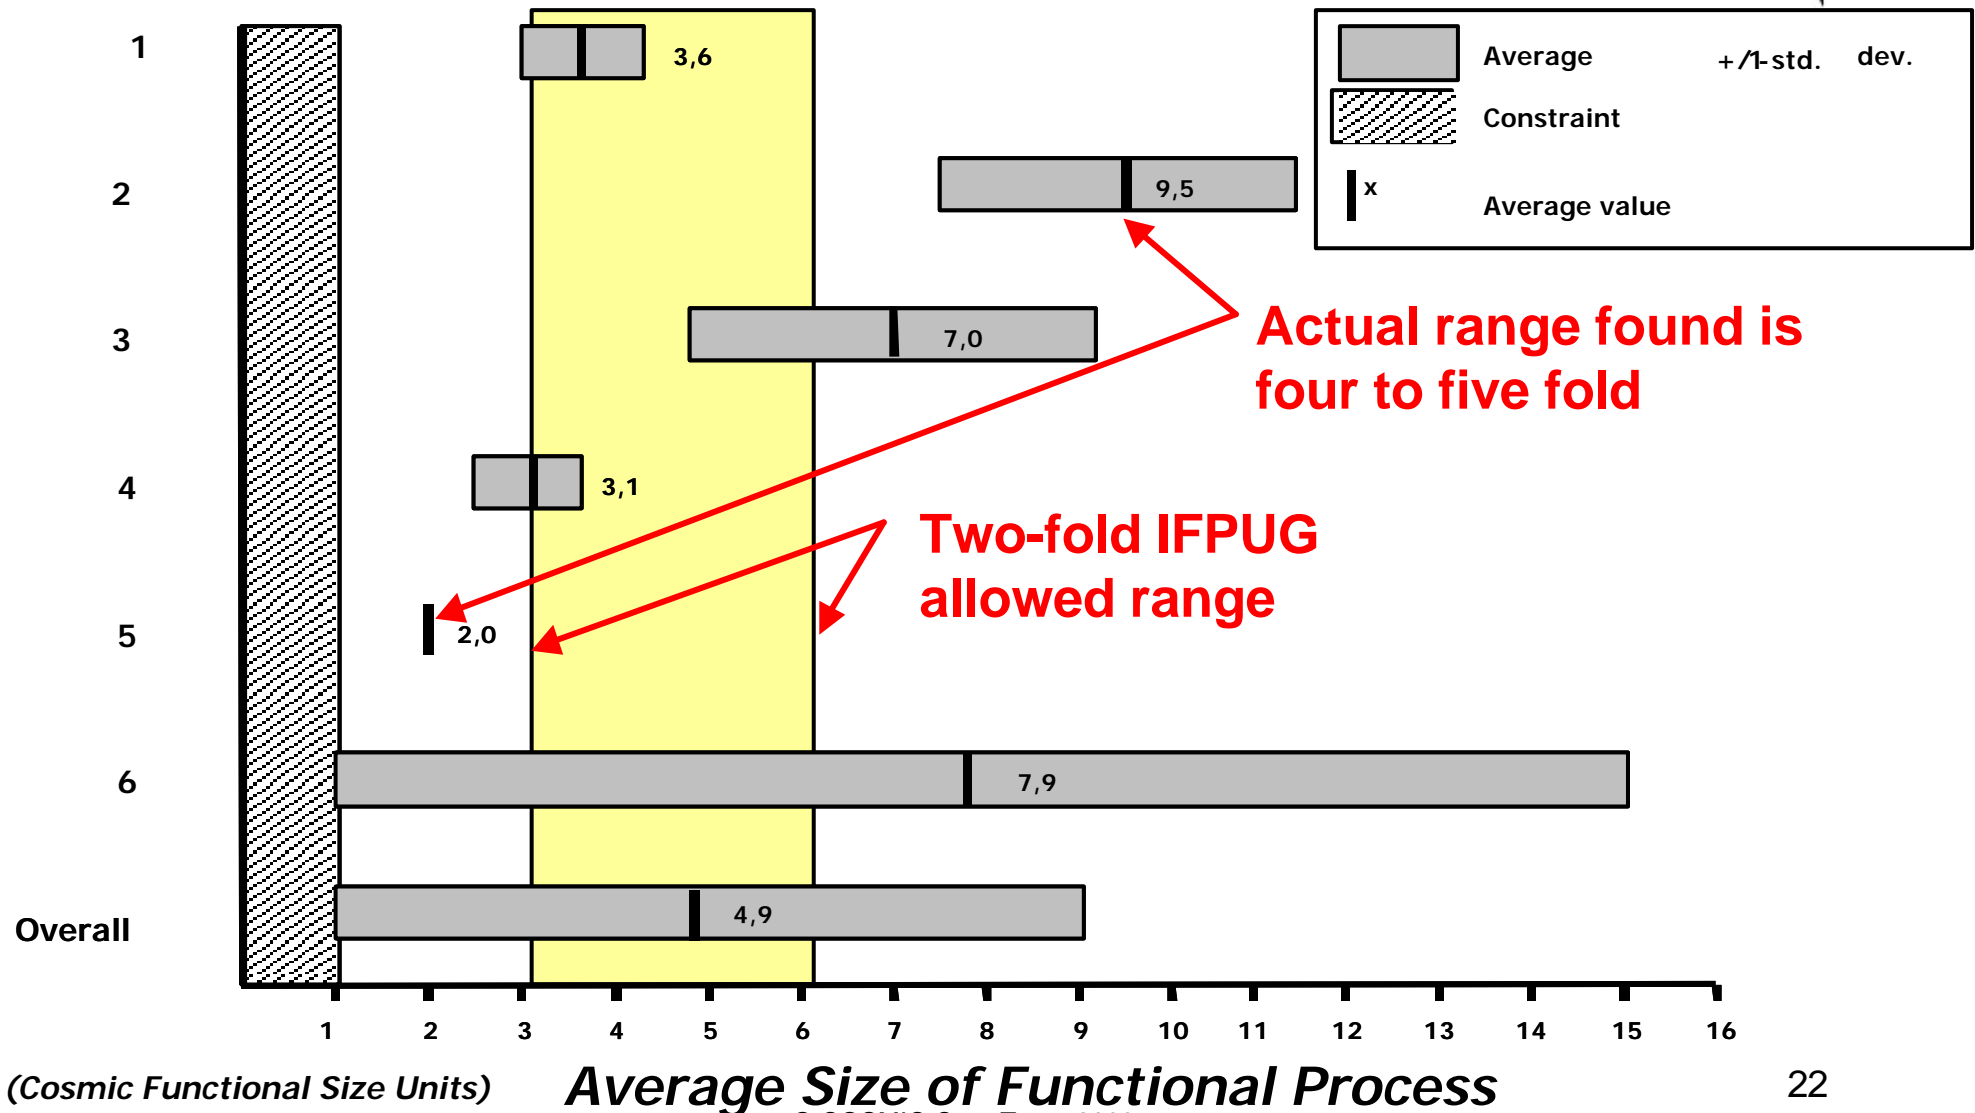 1
3,6
Average +/1-std. dev.
Constraint
x
Average value
2
9,5
3
7,0
Actual range found is
four to five fold
4
3,1
Two-fold IFPUG
allowed range
5
2,0
6
7,9
Overall
4,9
1 2 3 4 5 6 7 8 9 10 11 12 13 14 15 16
(Cosmic Functional Size Units)
Average Size of Functional Process
22